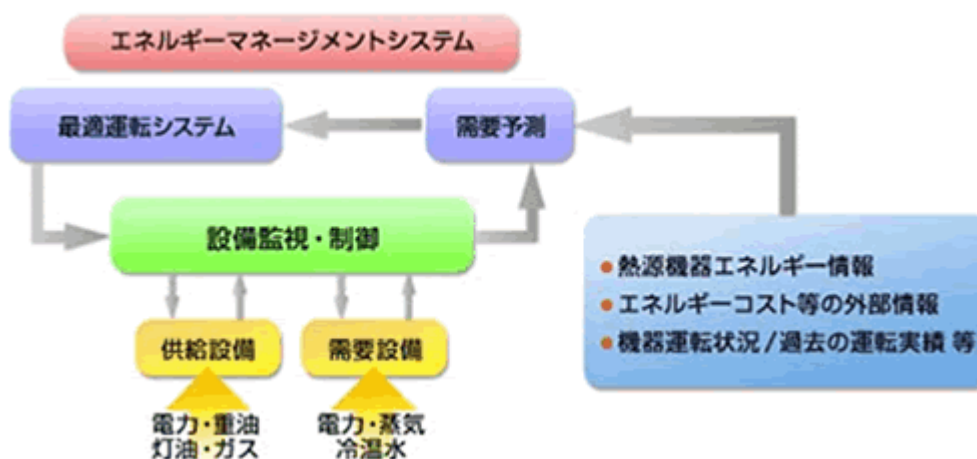 エネルギーマネージメントシステム
最適運転システム
需要予測
設備監視・制御
• 熱源機器エネルギー情報
• エネルギーコスト等の外部情報
• 機器運転状況/過去の運転実績 等
供給設備
需要設備
電力・重油
灯油・ガス
電力・蒸気
冷温水